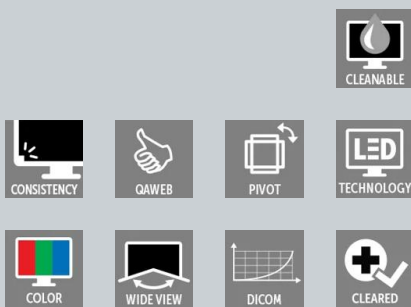 CLEANABLE
CONSISTENCY
QAWEB
PIVOT
LED
TECHNOLOGY
COLOR
WIDE VIEW
DICOM
CLEARED